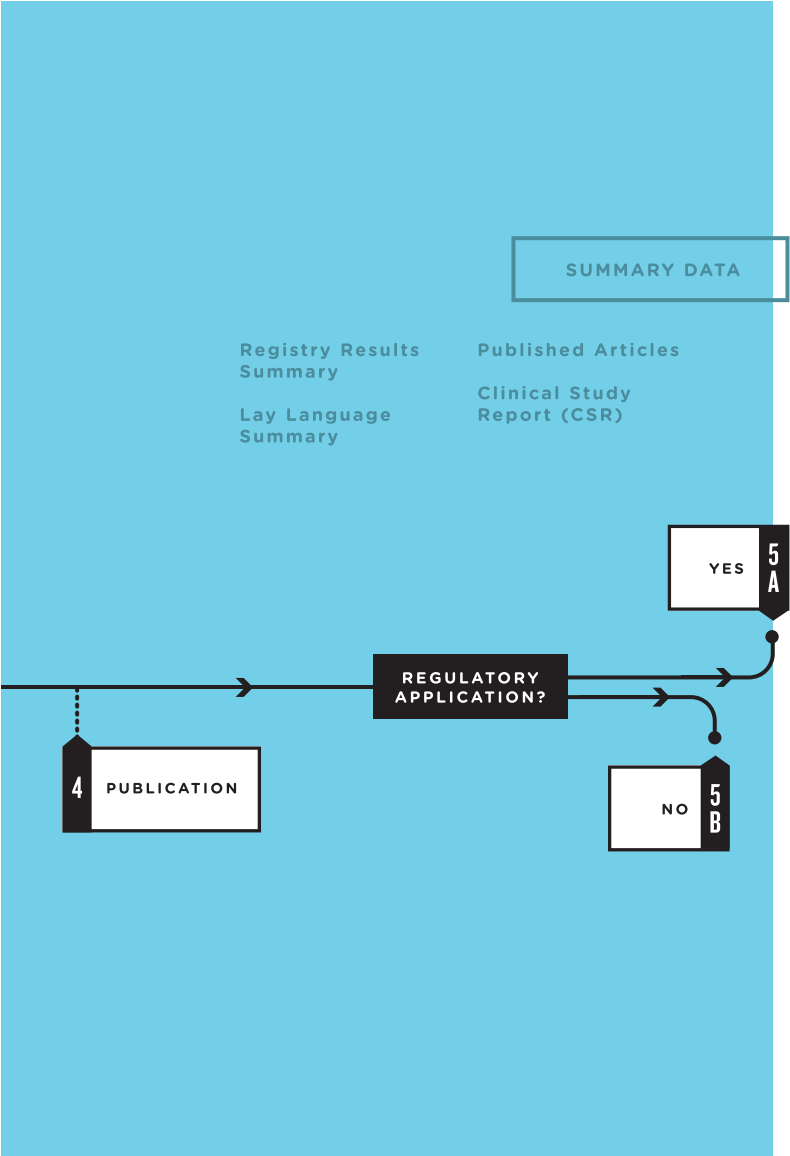 SUMMARY DATA
Registry Results
Summary
Lay Language
Summary
Published Articles
Clinical Study
Report (CSR)
YES
5
A
REGULATORY
APPLICATION?
4
PUBLICATION
NO
5
B